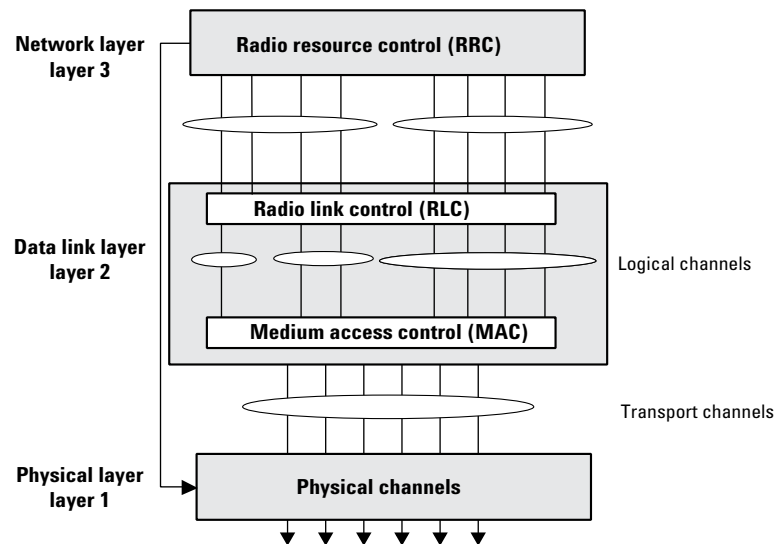 Network layer
layer 3
Radio resource control (RRC)
Radio link control (RLC)
Data link layer
layer 2
Logical channels
Medium access control (MAC)
Transport channels
Physical layer
layer 1
Physical channels